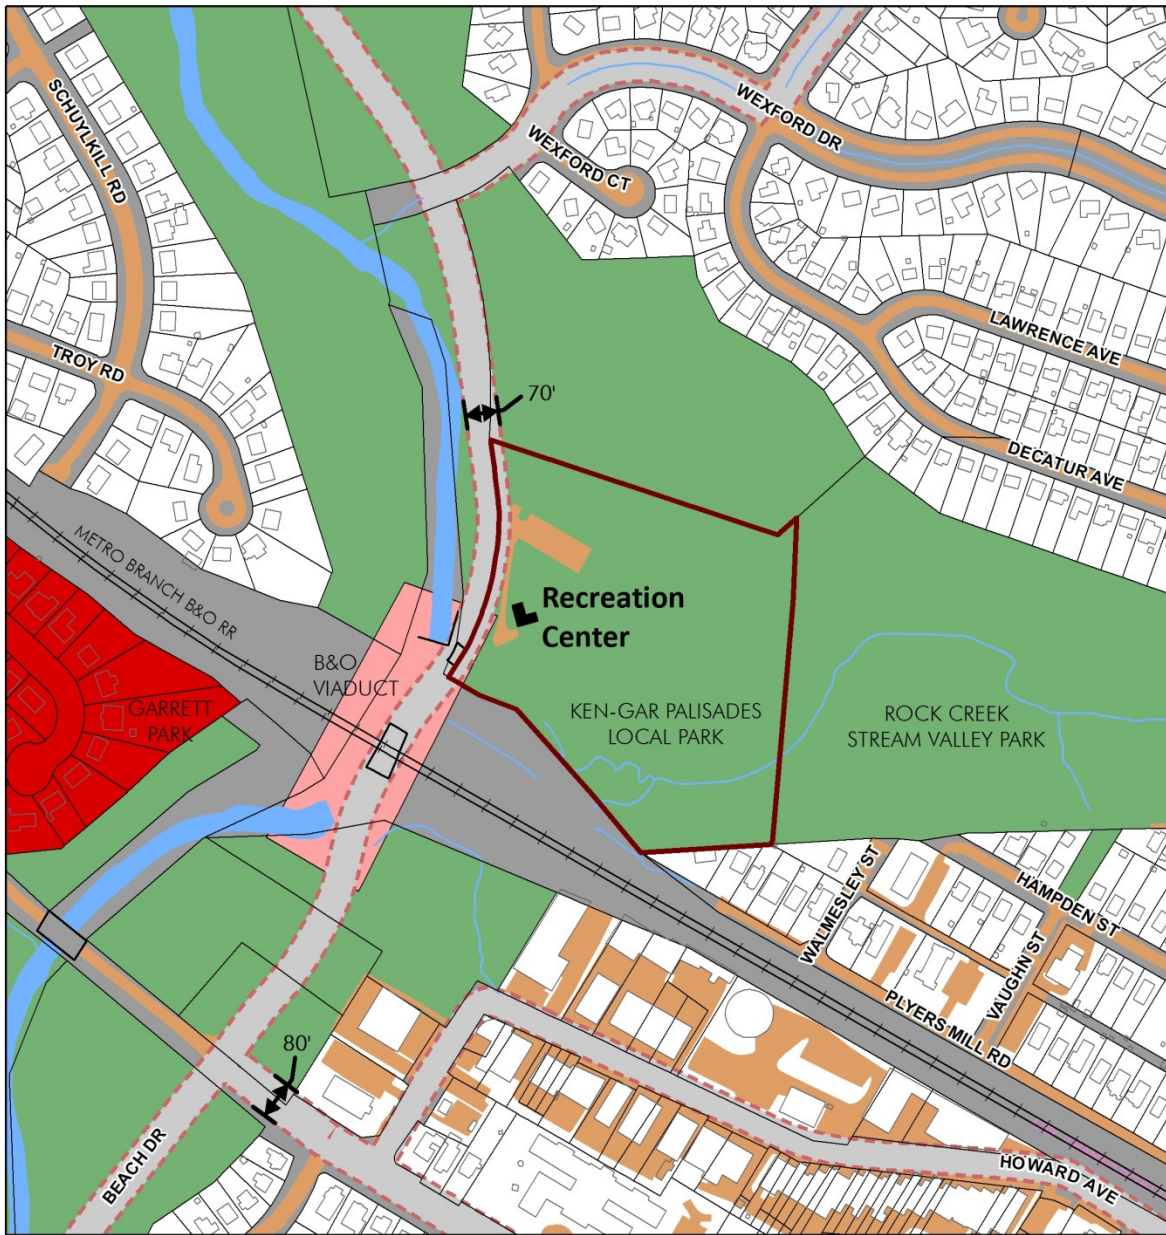 SCHUYLKILL RD
WEXFORD DR
WEXFORD CT
LAWRENCE AVE
TROY RD
70'
DECATUR AVE
METRO BRANCH B&O RR
Recreation
Center
B&O
VIADUCT
GARRETT
PARK
KEN-GAR PALISADES
LOCAL PARK
ROCK CREEK
STREAM VALLEY PARK
WALMESLEY ST
HAMPDEN ST
VAUGHN ST
PLYERS MILL RD
80'
BEACH DR
HOWARD AVE